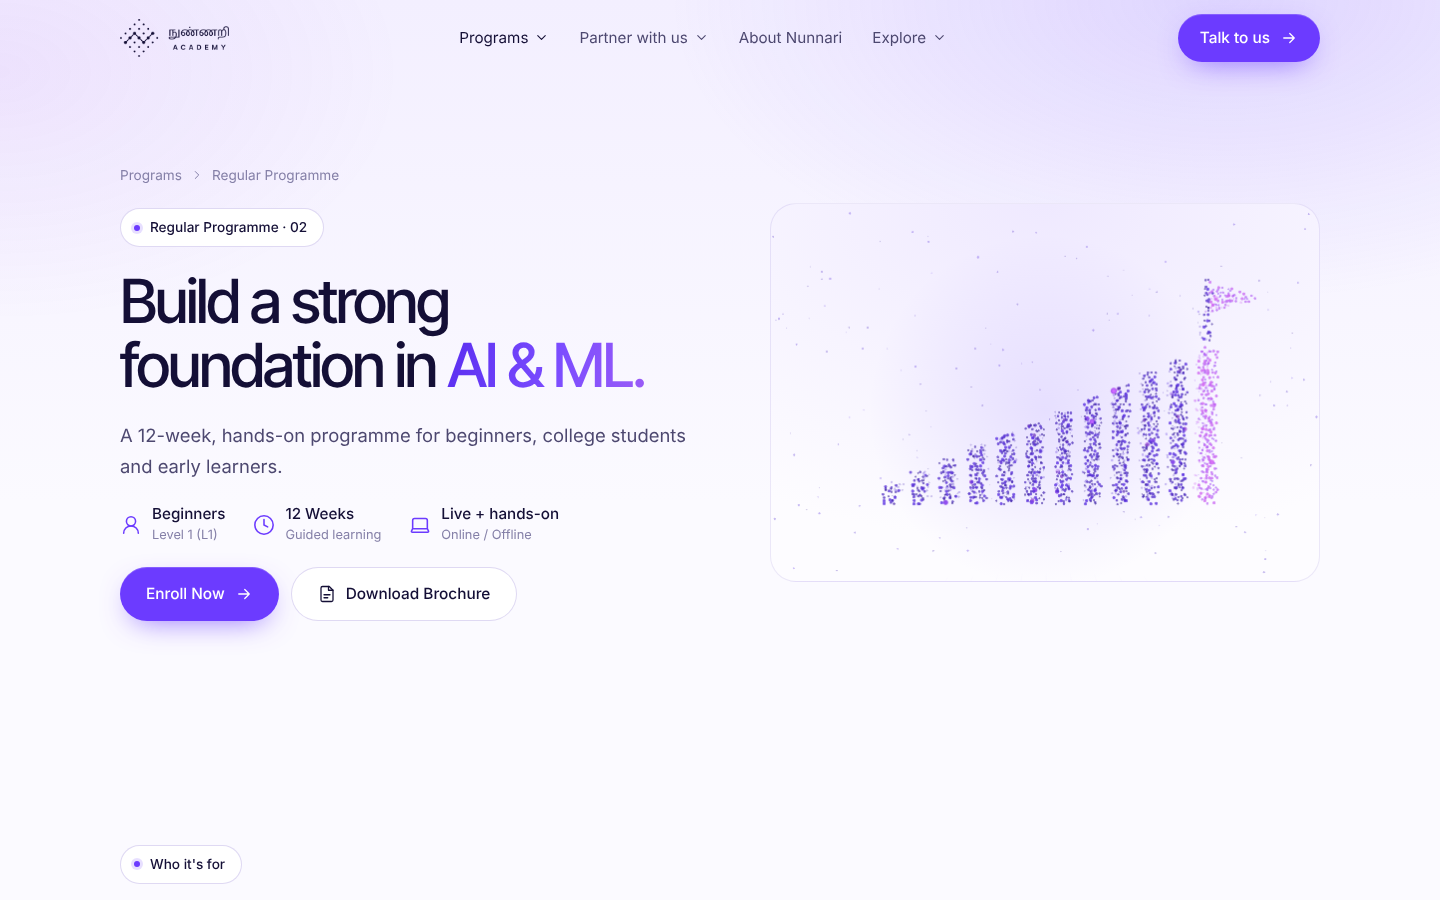 நுண்ணறி
ACADEMY
Programs
Partner with us
About Nunnari
Explore
Talk to us
Programs
Regular Programme
Regular Programme · 02
Build a strong
foundation in AI & ML.
A 12-week, hands-on programme for beginners, college students
and early learners.
Beginners
Level 1 (L1)
12 Weeks
Guided learning
Live + hands-on
Online / Offline
Enroll Now
Download Brochure
Who it's for